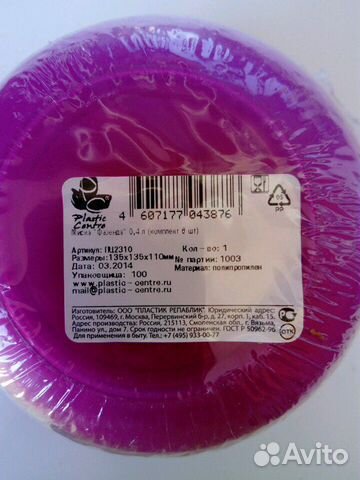 Plastic
Centre
4 607177 043876
05
PP
Миска "Фазенда" 0,4 л (комплект 6 шт)
Артикул: ПЦ2310
Кол-во: 1
Размеры: 135х135х110мм
№ партии: 1003
Дата: 03.2014
Материал: полипропилен
Упаковщица: 100
www.plastic-centre.ru
mail@plastic-centre.ru
Изготовитель: ООО "ПЛАСТИК РЕПАБЛИК". Юридический адрес:
Россия, 109469, г. Москва, Перервинский б-р, д. 27, корп. 1, кв. 15.
Адрес производства: Россия, 215113, Смоленская обл., г. Вязьма,
Панино ул., дом 7. Срок годности не ограничен. ГОСТ Р 50962-96
Для применения в быту! Тел.: +7 (495) 933-00-77
ОТК
Avito